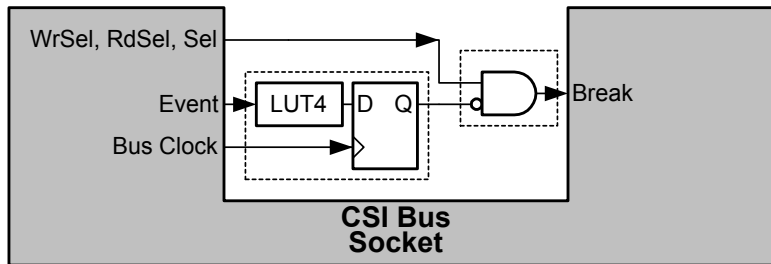 WrSel, RdSel, Sel
Event
LUT4
D
Q
Break
Bus Clock
CSI Bus
Socket